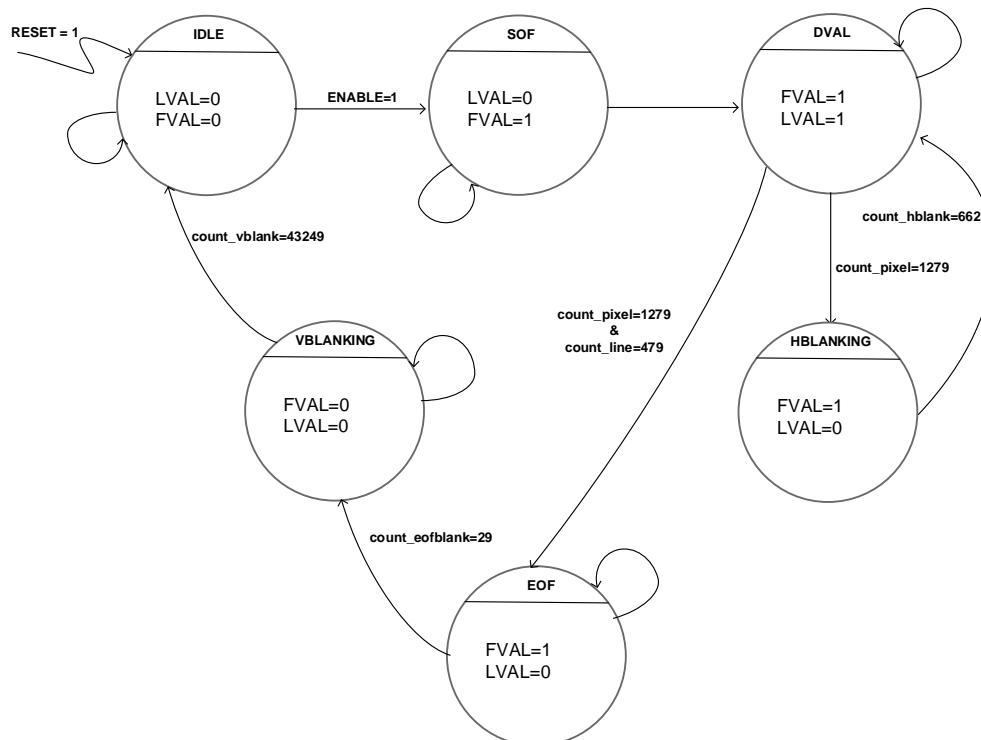 RESET = 1
IDLE
LVAL=0
FVAL=0
ENABLE=1
SOF
LVAL=0
FVAL=1
DVAL
FVAL=1
LVAL=1
count_hblank=662
count_pixel=1279
count_vblank=43249
count_pixel=1279
&
count_line=479
VBLANKING
FVAL=0
LVAL=0
HBLANKING
FVAL=1
LVAL=0
count_eofblank=29
EOF
FVAL=1
LVAL=0